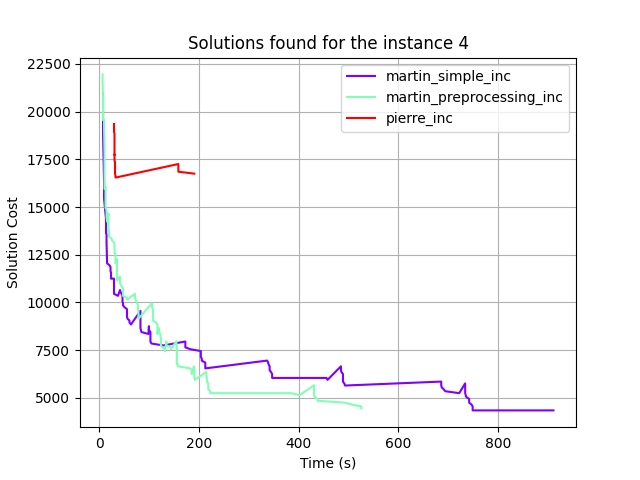 Solutions found for the instance 4
martin_simple_inc
martin_preprocessing_inc
pierre_inc
Solution Cost
22500
20000
17500
15000
12500
10000
7500
5000
0 200 400 600 800
Time (s)